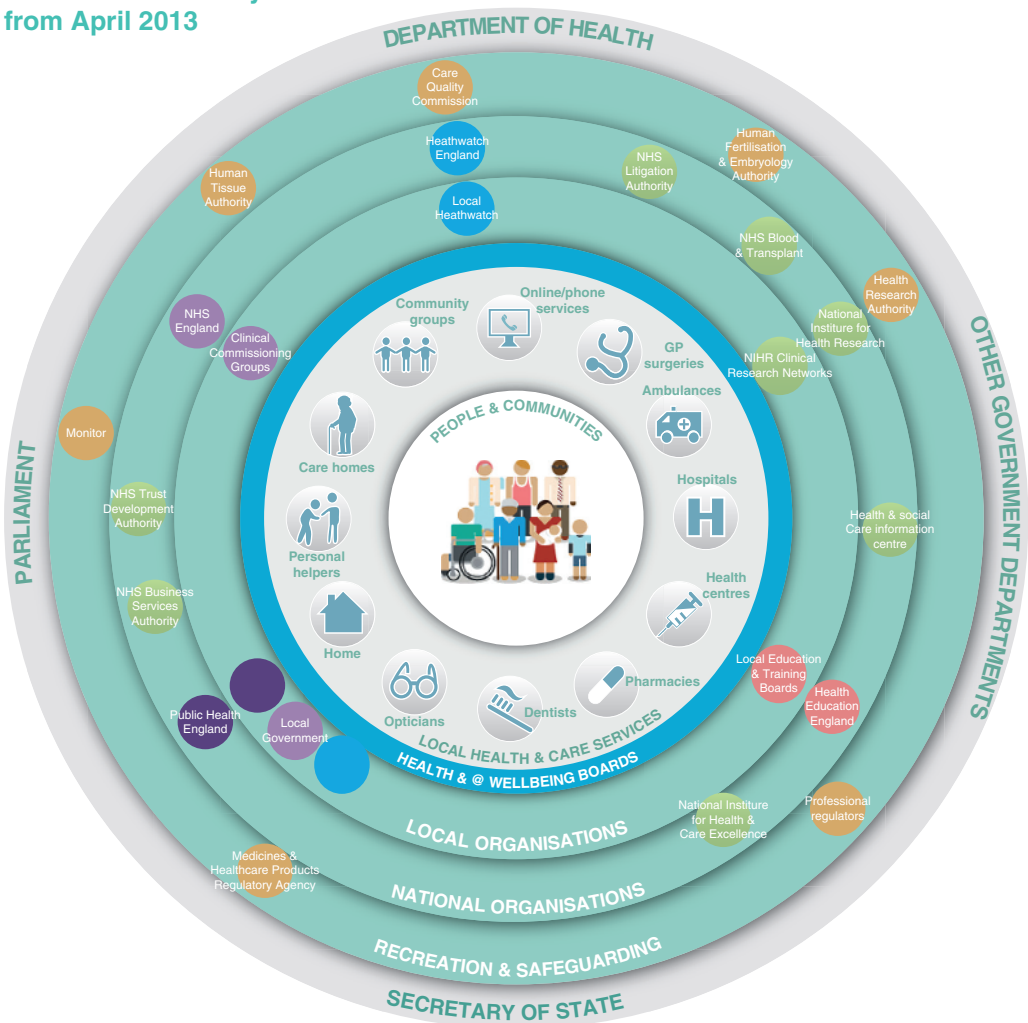 from April 2013
DEPARTMENT OF HEALTH
Care
Quality
Commission
Heathwatch
England
Local
Heathwatch
Human
Fertilisation
& Embryology
Authority
NHS
Litigation
Authority
Human
Tissue
Authority
NHS Blood
& Transplant
Health
Research
Authority
National
Institure for
Health Research
NIHR Clinical
Research Networks
NHS
England
Clinical
Commissioning
Groups
Monitor
NHS Trust
Development
Authority
NHS Business
Services
Authority
PARLIAMENT
OTHER GOVERNMENT DEPARTMENTS
Community
groups
Online/phone
services
GP
surgeries
Ambulances
PEOPLE & COMMUNITIES
Care homes
Hospitals
H
Personal
helpers
Health
centres
Home
Pharmacies
Opticians
Dentists
LOCAL HEALTH & CARE SERVICES
HEALTH & @ WELLBEING BOARDS
Health & social
Care information
centre
Local Education
& Training
Boards
Health
Education
England
Public Health
England
Local
Government
National Institure
for Health &
Care Excellence
Professional
regulators
Medicines &
Healthcare Products
Regulatory Agency
LOCAL ORGANISATIONS
NATIONAL ORGANISATIONS
RECREATION & SAFEGUARDING
SECRETARY OF STATE